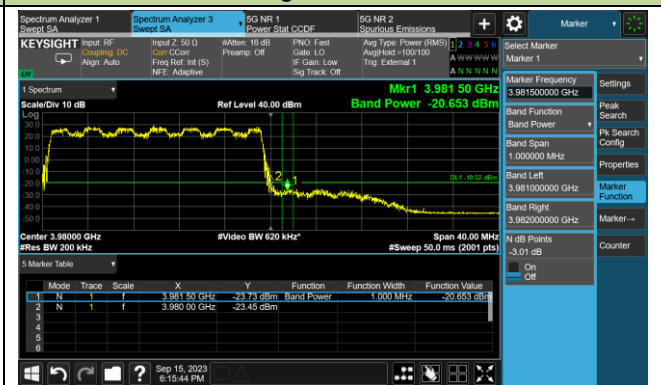 Spectrum Analyzer 1
Swept SA
Spectrum Analyzer 3
Swept SA
5G NR 1
Power Stat CCDF
5G NR 2
Spurious Emissions
+
Marker
KEYSIGHT
Input: RF
Coupling: DC
Align: Auto
Input Z: 50 Ω
Corr CCorr
Freq Ref: Int (S)
NFE: Adaptive
#Atten: 16 dB
Preamp: Off
PNO: Fast
Gate: LO
IF Gain: Low
Sig Track: Off
Avg Type: Power (RMS)
Avg|Hold:>100/100
Trig: External 1
1 2 3 4 5 6
A W W W W W
A N N N N N
LW
Select Marker
Marker 1
1 Spectrum
Mkr1 3.981 50 GHz
Scale/Div 10 dB
Ref Level 40.00 dBm
Band Power -20.653 dBm
Log
30.0
20.0
10.0
0.00
-10.0
-20.0
-30.0
-40.0
-50.0
2
1
DL1 -19.02 dBm
Center 3.98000 GHz
#Video BW 620 kHz*
Span 40.00 MHz
#Res BW 200 kHz
#Sweep 50.0 ms (2001 pts)
5 Marker Table
Mode Trace Scale X Y Function Function Width Function Value
1 N 1 f 3.981 50 GHz -23.73 dBm Band Power 1.000 MHz -20.653 dBm
2 N 1 f 3.980 00 GHz -23.45 dBm
3
4
5
6
Marker Frequency
3.981500000 GHz
Band Function
Band Power
Band Span
1.000000 MHz
Band Left
3.981000000 GHz
Band Right
3.982000000 GHz
N dB Points
-3.01 dB
On
Off
Settings
Peak
Search
Pk Search
Config
Properties
Marker
Function
Marker→
Counter
?
Sep 15, 2023
6:15:44 PM